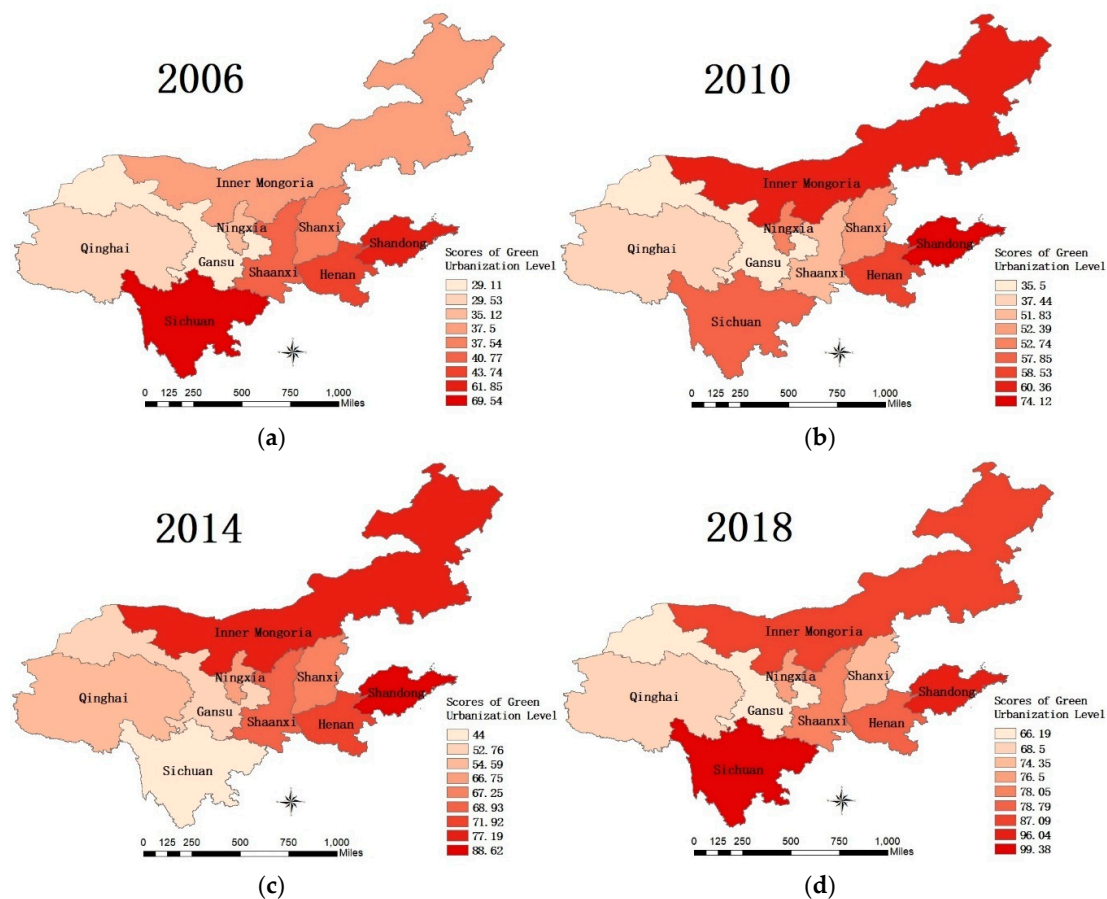 2006
Inner Mongoria
Ningxia
Shanxi
Qinghai
Gansu
Shandong
Shaanxi
Henan
Sichuan
Scores of Green
Urbanization Level
29. 11
29. 53
35. 12
37. 5
37. 54
40. 77
43. 74
61. 85
69. 54
0 125 250 500 750 1,000
Miles
(a)
2010
Inner Mongoria
Ningxia
Shanxi
Qinghai
Gansu
Shandong
Shaanxi
Henan
Sichuan
Scores of Green
Urbanization Level
35. 5
37. 44
51. 83
52. 39
52. 74
57. 85
58. 53
60. 36
74. 12
0 125 250 500 750 1,000
Miles
(b)
2014
Inner Mongoria
Ningxia
Shanxi
Qinghai
Gansu
Shandong
Shaanxi
Henan
Sichuan
Scores of Green
Urbanization Level
44
52. 76
54. 59
66. 75
67. 25
68. 93
71. 92
77. 19
88. 62
0 125 250 500 750 1,000
Miles
(c)
2018
Inner Mongoria
Ningxia
Shanxi
Qinghai
Gansu
Shandong
Shaanxi
Henan
Sichuan
Scores of Green
Urbanization Level
66. 19
68. 5
74. 35
76. 5
78. 05
78. 79
87. 09
96. 04
99. 38
0 125 250 500 750 1,000
Miles
(d)